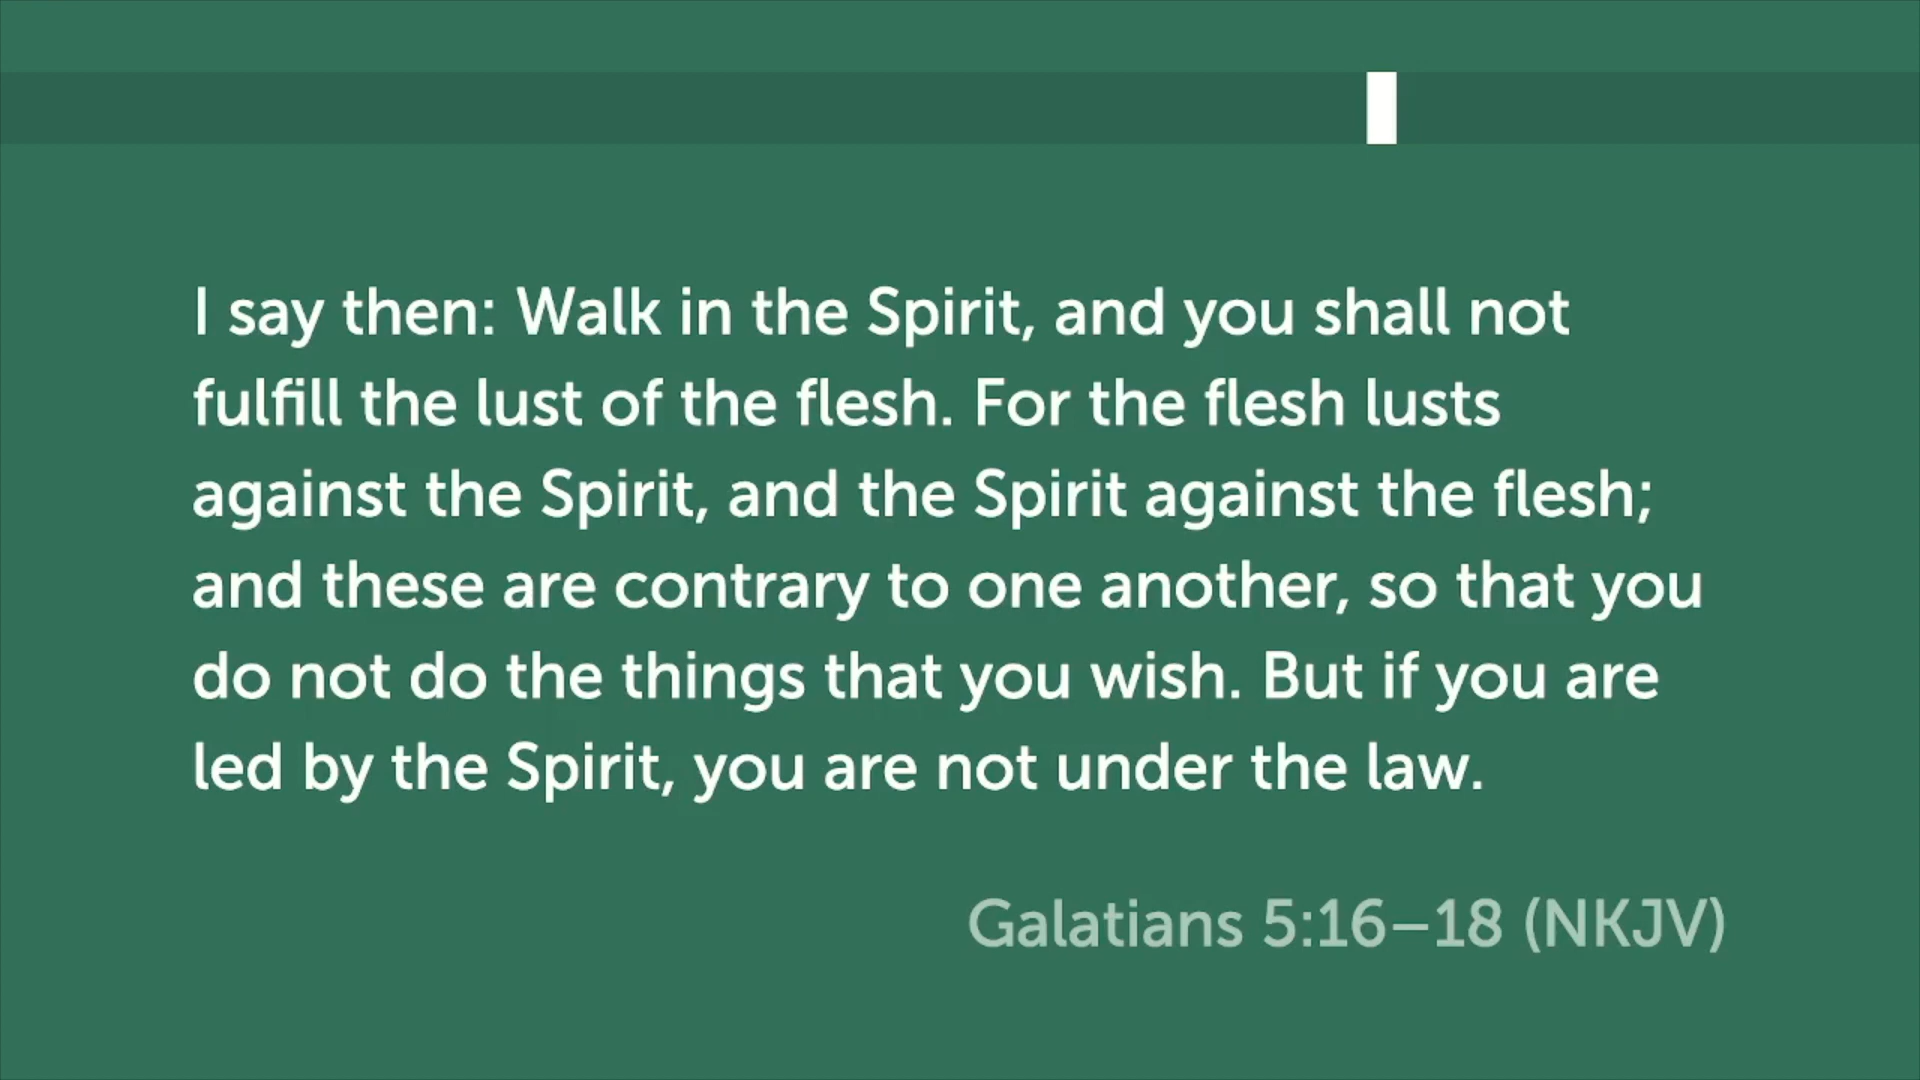 I say then: Walk in the Spirit, and you shall not
fulfill the lust of the flesh. For the flesh lusts
against the Spirit, and the Spirit against the flesh;
and these are contrary to one another, so that you
do not do the things that you wish. But if you are
led by the Spirit, you are not under the law.
Galatians 5:16–18 (NKJV)